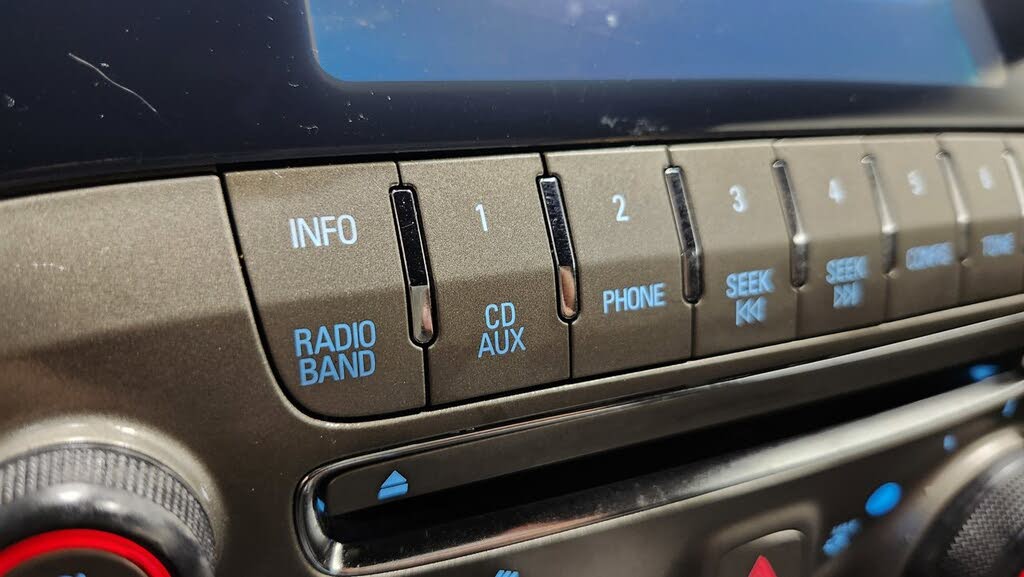 INFO
1
2
3
4
5
6
RADIO
BAND
CD
AUX
PHONE
SEEK
SEEK
CONFIG
TONE